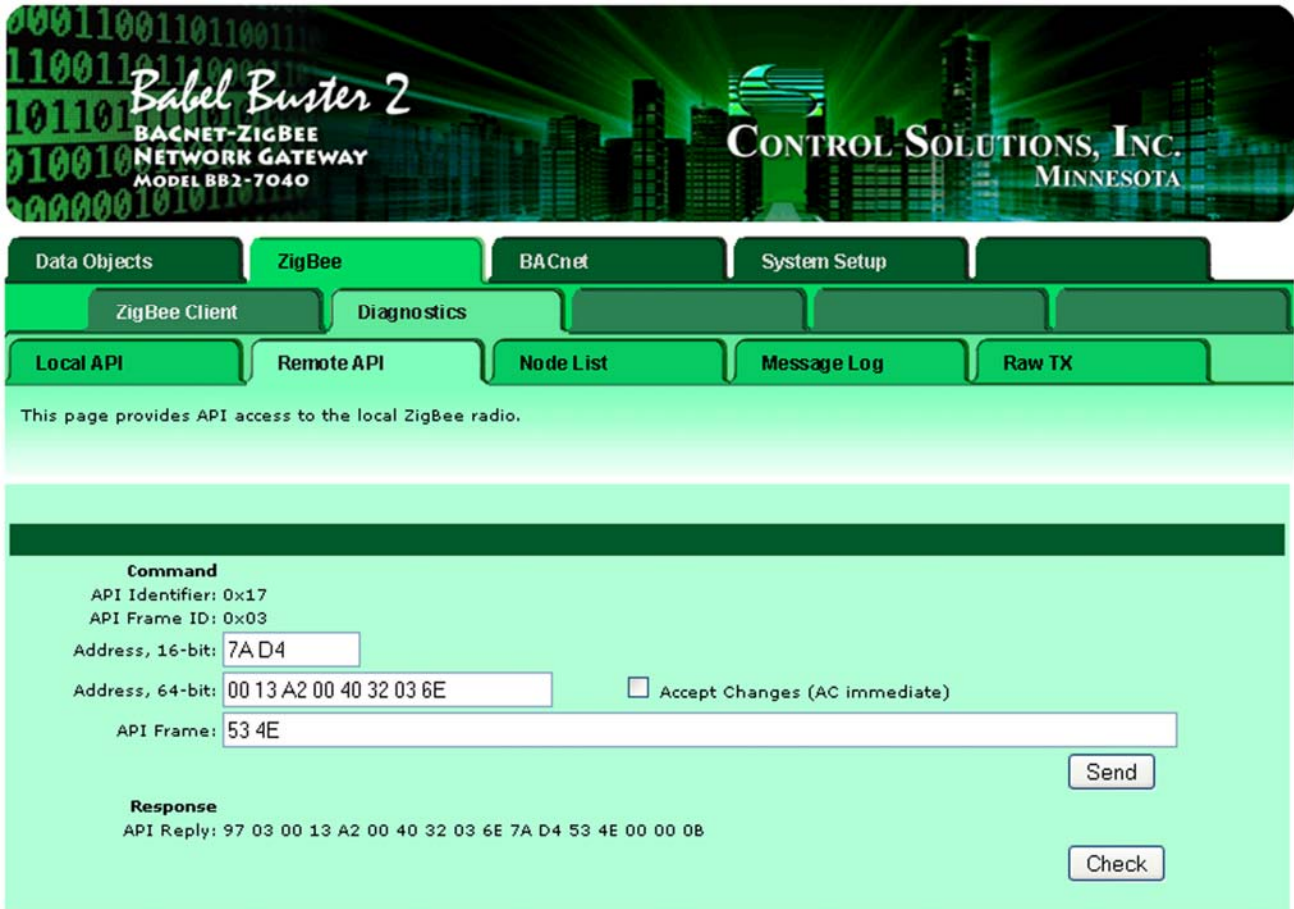 Babel Buster 2
BACNET-ZIGBEE
NETWORK GATEWAY
MODEL BB2-7040
CONTROL SOLUTIONS, INC.
MINNESOTA
Data Objects ZigBee BACnet System Setup
ZigBee Client Diagnostics
Local API Remote API Node List Message Log Raw TX
This page provides API access to the local ZigBee radio.
Command
API Identifier: 0x17
API Frame ID: 0x03
Address, 16-bit: 7A D4
Address, 64-bit: 00 13 A2 00 40 32 03 6E Accept Changes (AC immediate)
API Frame: 53 4E
Send
Response
API Reply: 97 03 00 13 A2 00 40 32 03 6E 7A D4 53 4E 00 00 0B
Check